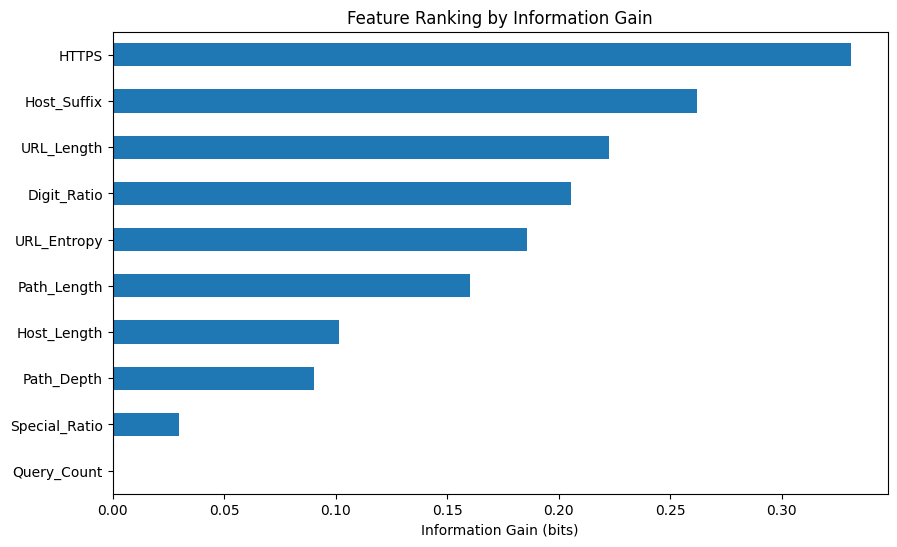 Feature Ranking by Information Gain
HTTPS
Host_Suffix
URL_Length
Digit_Ratio
URL_Entropy
Path_Length
Host_Length
Path_Depth
Special_Ratio
Query_Count
0.00 0.05 0.10 0.15 0.20 0.25 0.30
Information Gain (bits)